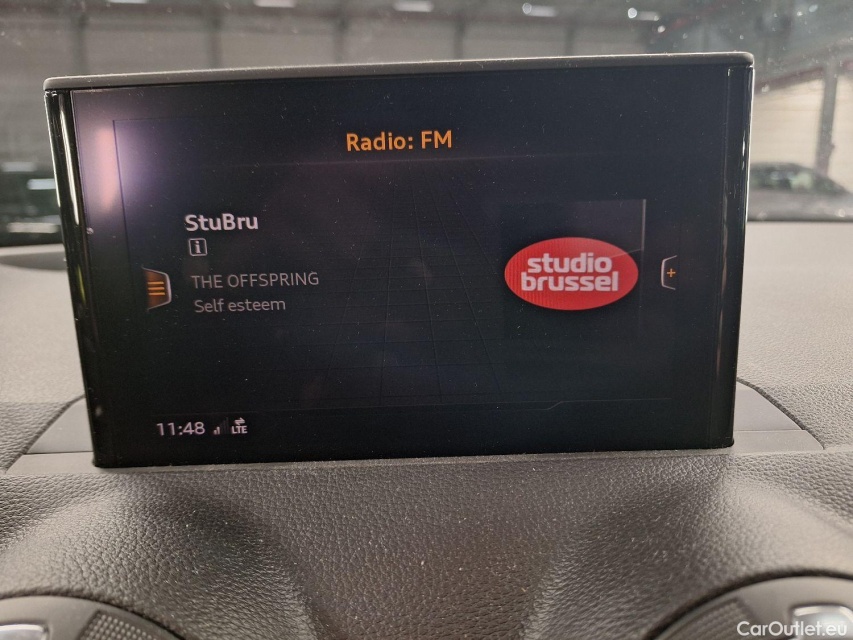 Radio: FM
StuBru
i
THE OFFSPRING
Self esteem
studio
brussel
11:48 LTE
CarOutlet.eu